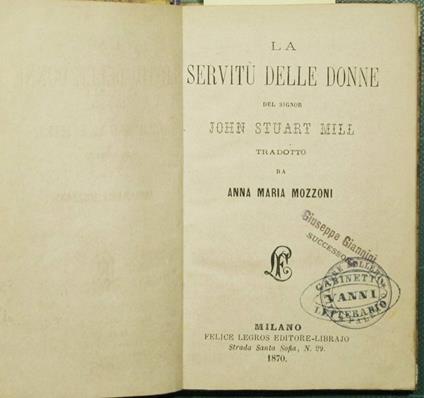 LA
SERVITÙ DELLE DONNE
DEL SIGNOR
JOHN STUART MILL
TRADOTTO
DA
ANNA MARIA MOZZONI
Giuseppe Giannini
SUCCESSORE
GABINETTO
VANNI
LETTERARIO
MILANO
FELICE LEGROS EDITORE-LIBRAJO
Strada Santa Sofia, N. 29.
1870.